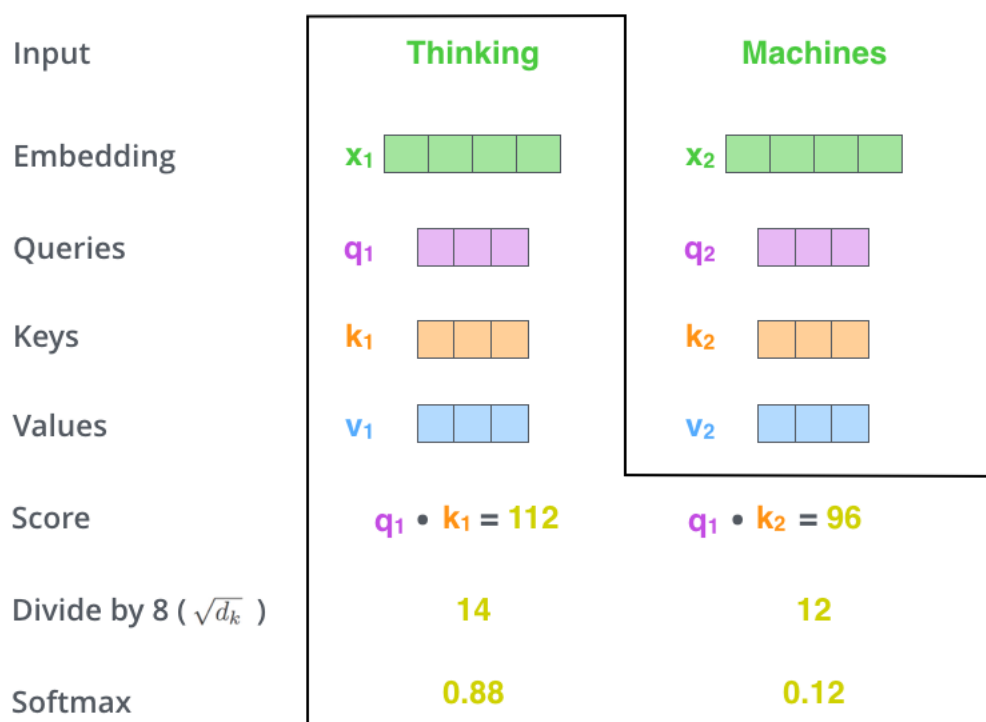 Input Thinking Machines
Embedding x₁ x₂
Queries q₁ q₂
Keys k₁ k₂
Values v₁ v₂
Score q₁ • k₁ = 112 q₁ • k₂ = 96
Divide by 8 ( √dₖ ) 14 12
Softmax 0.88 0.12